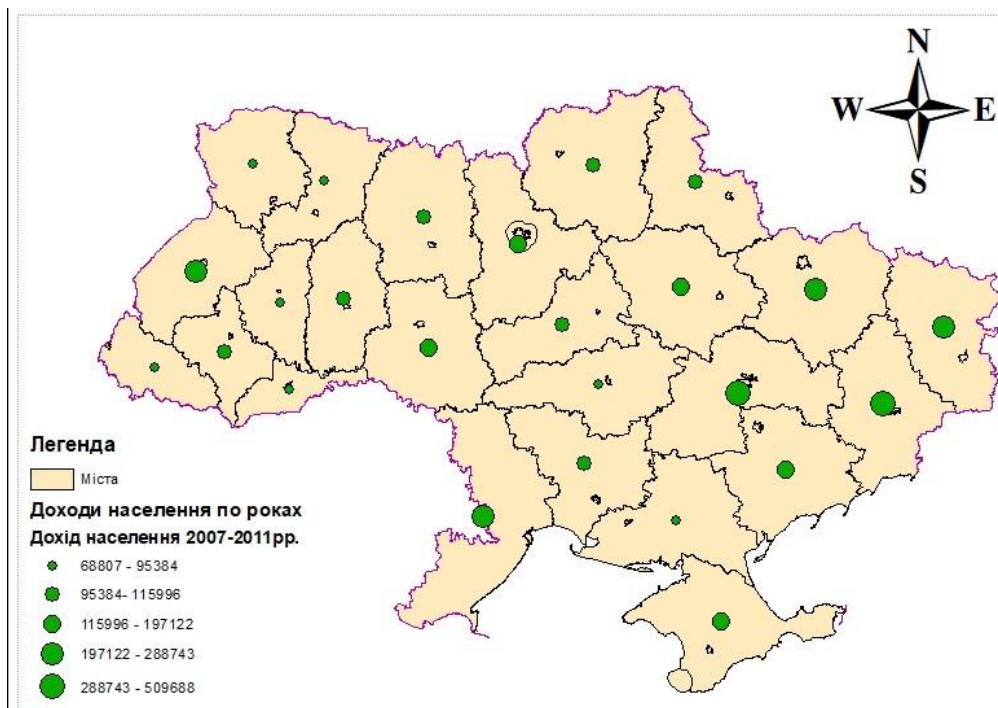 N
W E
S
Легенда
Міста
Доходи населення по роках
Дохід населення 2007-2011рр.
68807 - 95384
95384- 115996
115996 - 197122
197122 - 288743
288743 - 509688